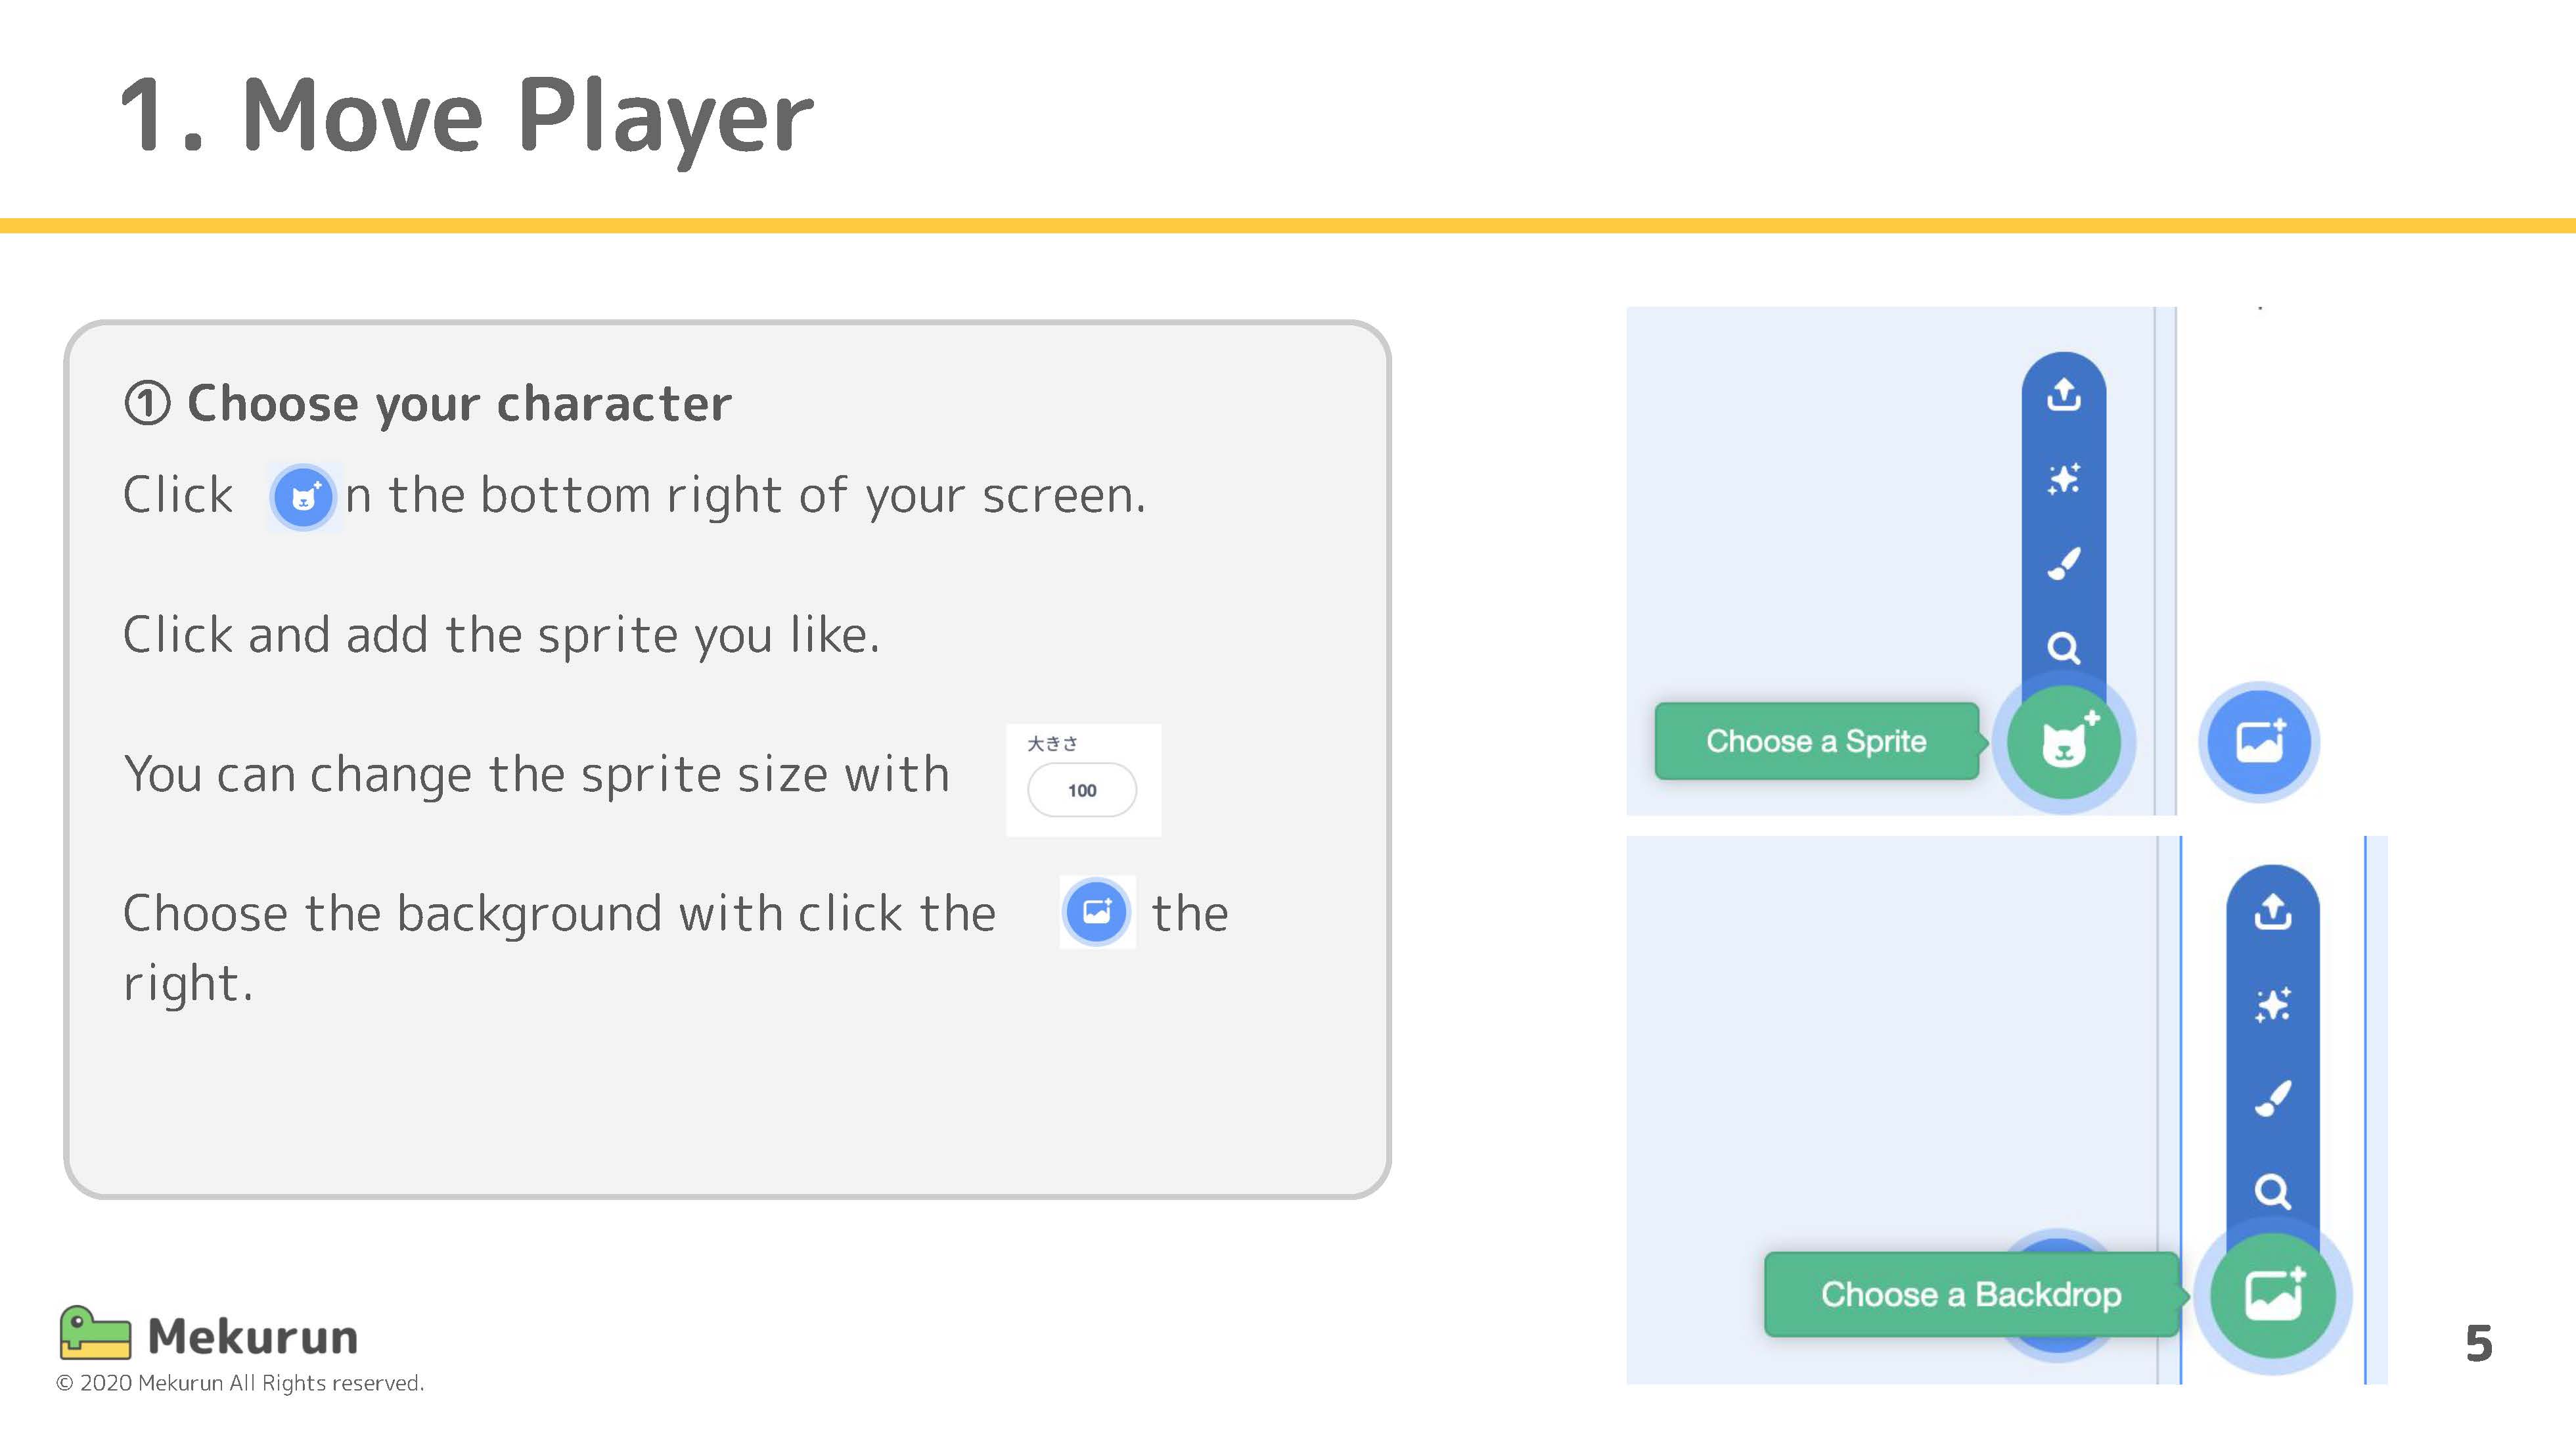 1. Move Player
① Choose your character
Click n the bottom right of your screen.
Click and add the sprite you like.
You can change the sprite size with
大きさ
100
Choose the background with click the the
right.
Choose a Sprite
Choose a Backdrop
Mekurun
© 2020 Mekurun All Rights reserved.
5